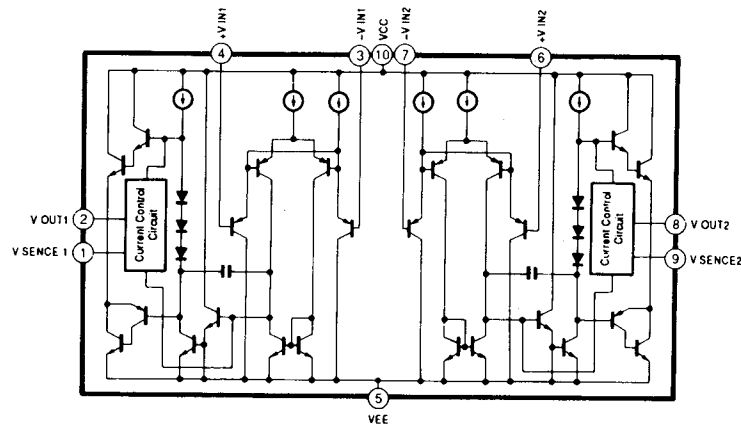 +V IN1
-V IN1
VCC
-V IN2
+V IN2
4
3
10
7
6
V OUT1
2
V SENCE 1
1
Current Control
Circuit
Current Control
Circuit
8
V OUT2
9
V SENCE2
5
VEE